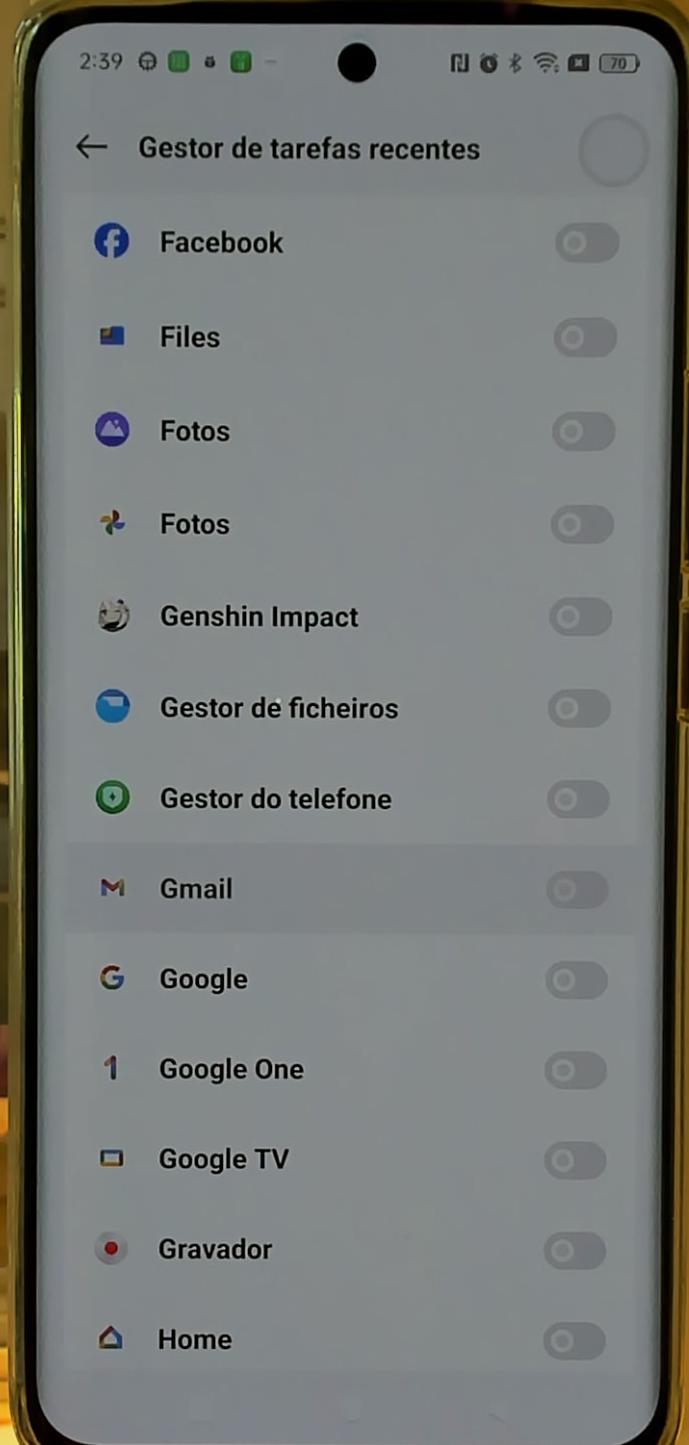 2:39
70
Gestor de tarefas recentes
Facebook
Files
Fotos
Fotos
Genshin Impact
Gestor de ficheiros
Gestor do telefone
Gmail
Google
Google One
Google TV
Gravador
Home